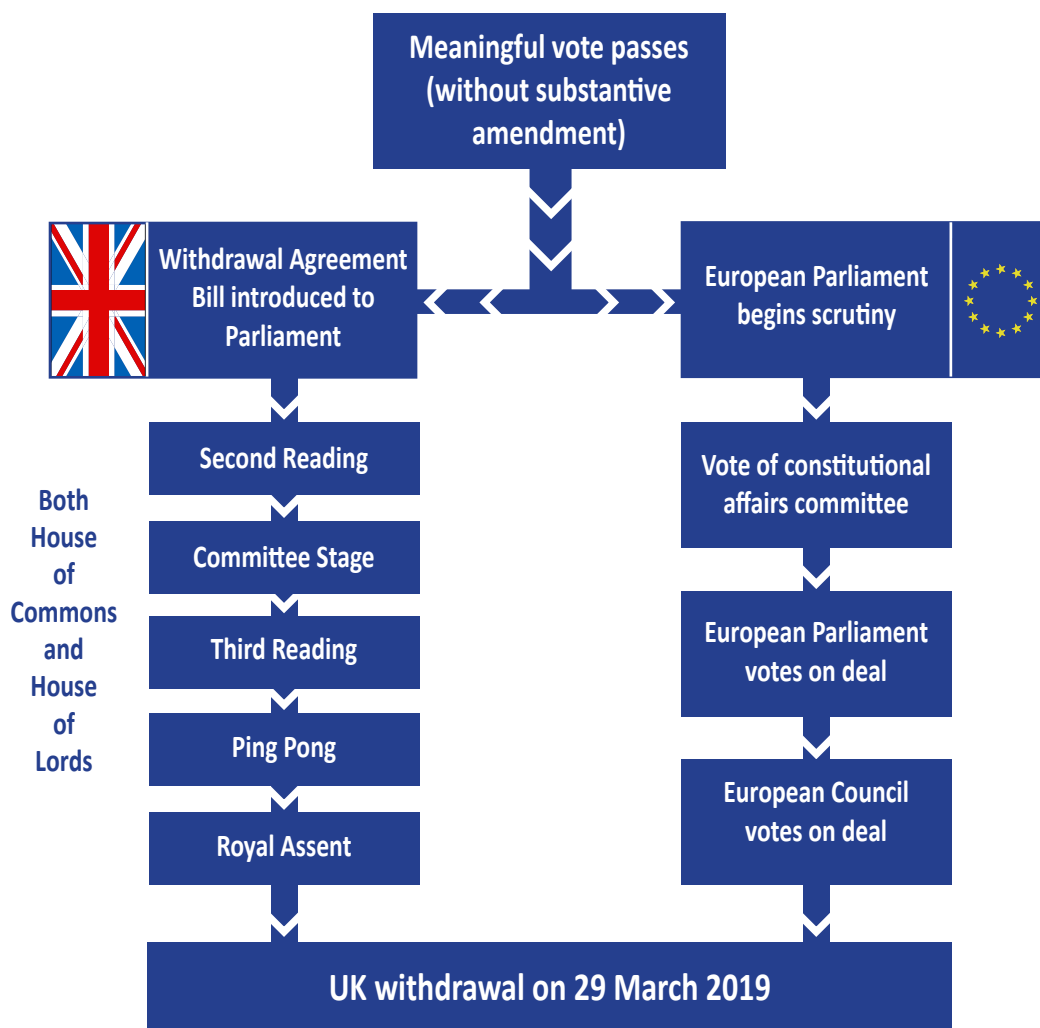 Meaningful vote passes
(without substantive
amendment)
Withdrawal Agreement
Bill introduced to
Parliament
European Parliament
begins scrutiny
Both
House
of
Commons
and
House
of
Lords
Second Reading
Committee Stage
Third Reading
Ping Pong
Royal Assent
Vote of constitutional
affairs committee
European Parliament
votes on deal
European Council
votes on deal
UK withdrawal on 29 March 2019